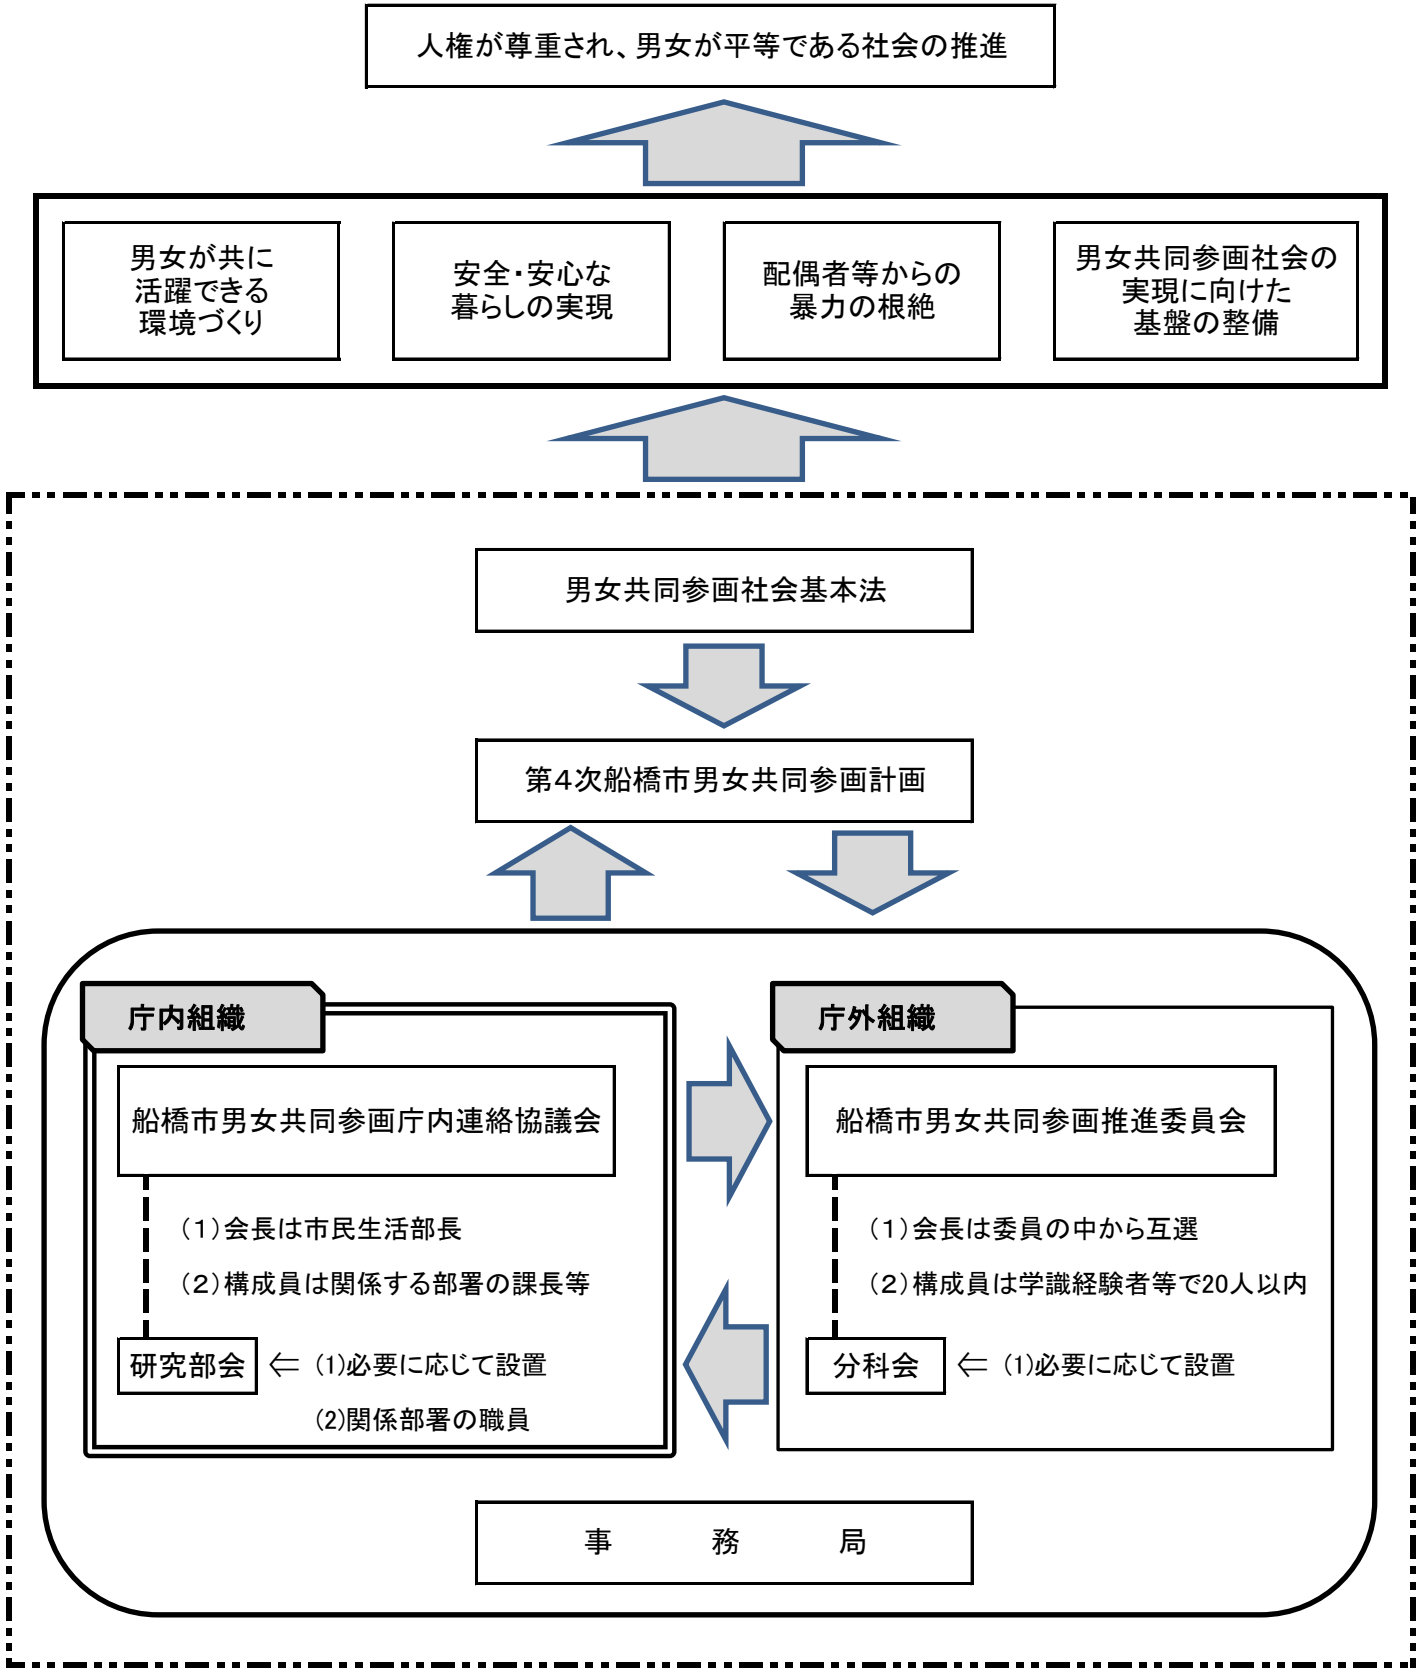 人権が尊重され、男女が平等である社会の推進
男女が共に
活躍できる
環境づくり
安全・安心な
暮らしの実現
配偶者等からの
暴力の根絶
男女共同参画社会の
実現に向けた
基盤の整備
男女共同参画社会基本法
第４次船橋市男女共同参画計画
庁内組織
船橋市男女共同参画庁内連絡協議会
（１）会長は市民生活部長
（２）構成員は関係する部署の課長等
研究部会 ⇐ (1)必要に応じて設置
(2)関係部署の職員
庁外組織
船橋市男女共同参画推進委員会
（１）会長は委員の中から互選
（２）構成員は学識経験者等で20人以内
分科会 ⇐ (1)必要に応じて設置
事　務　局